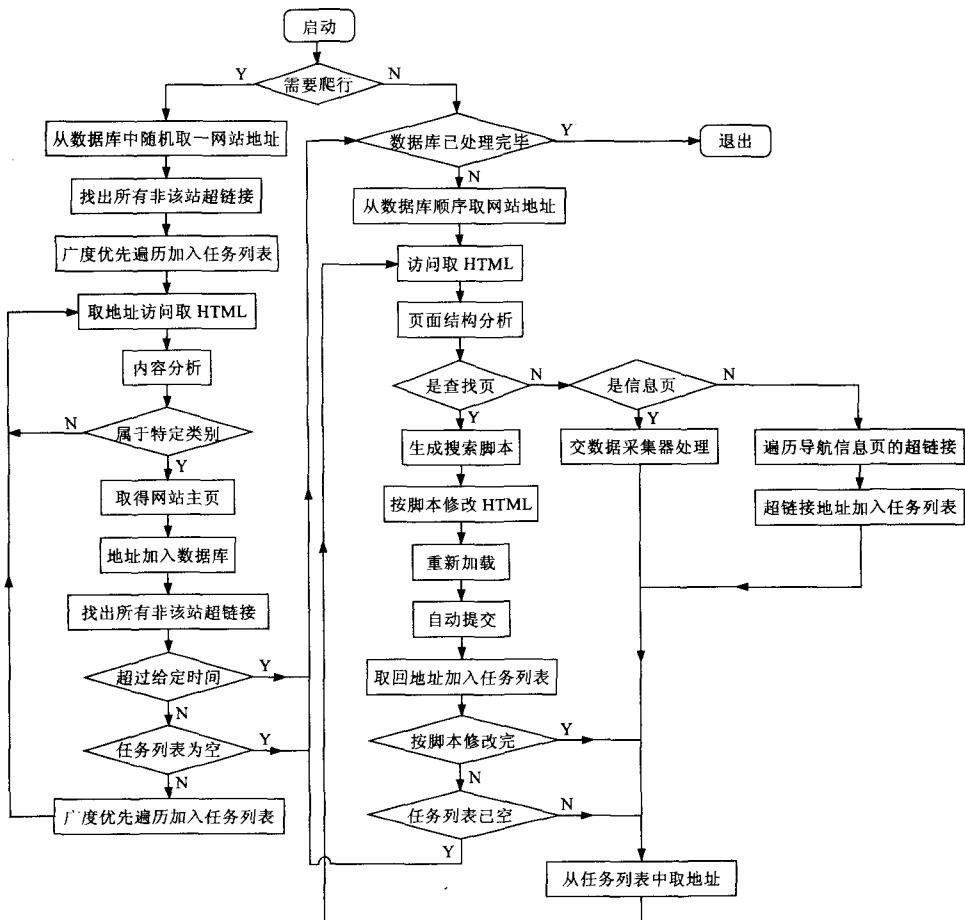 启动
需要爬行
Y
N
从数据库中随机取一网站地址
找出所有非该站超链接
广度优先遍历加入任务列表
取地址访问取 HTML
内容分析
属于特定类别
N
Y
取得网站主页
地址加入数据库
找出所有非该站超链接
超过给定时间
Y
N
任务列表为空
Y
N
广度优先遍历加入任务列表
数据库已处理完毕
Y
退出
N
从数据库顺序取网站地址
访问取 HTML
页面结构分析
是查找页
N
Y
生成搜索脚本
按脚本修改 HTML
重新加载
自动提交
取回地址加入任务列表
按脚本修改完
Y
N
任务列表已空
N
Y
是信息页
N
Y
交数据采集器处理
遍历导航信息页的超链接
超链接地址加入任务列表
从任务列表中取地址